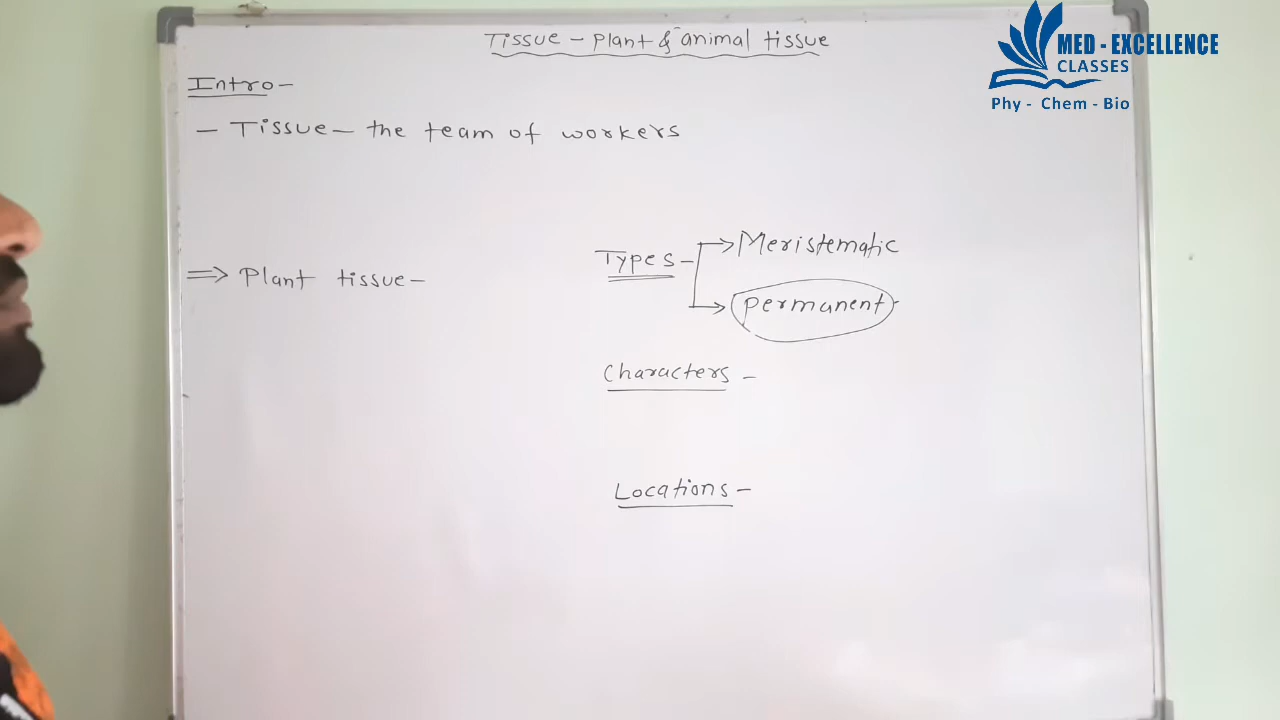 Tissue - Plant & animal tissue
MED - EXCELLENCE
CLASSES
Phy - Chem - Bio
Intro -
- Tissue - the team of workers
⇒ Plant tissue -
Types -
→ Meristematic
→ Permanent
Characters -
Locations -